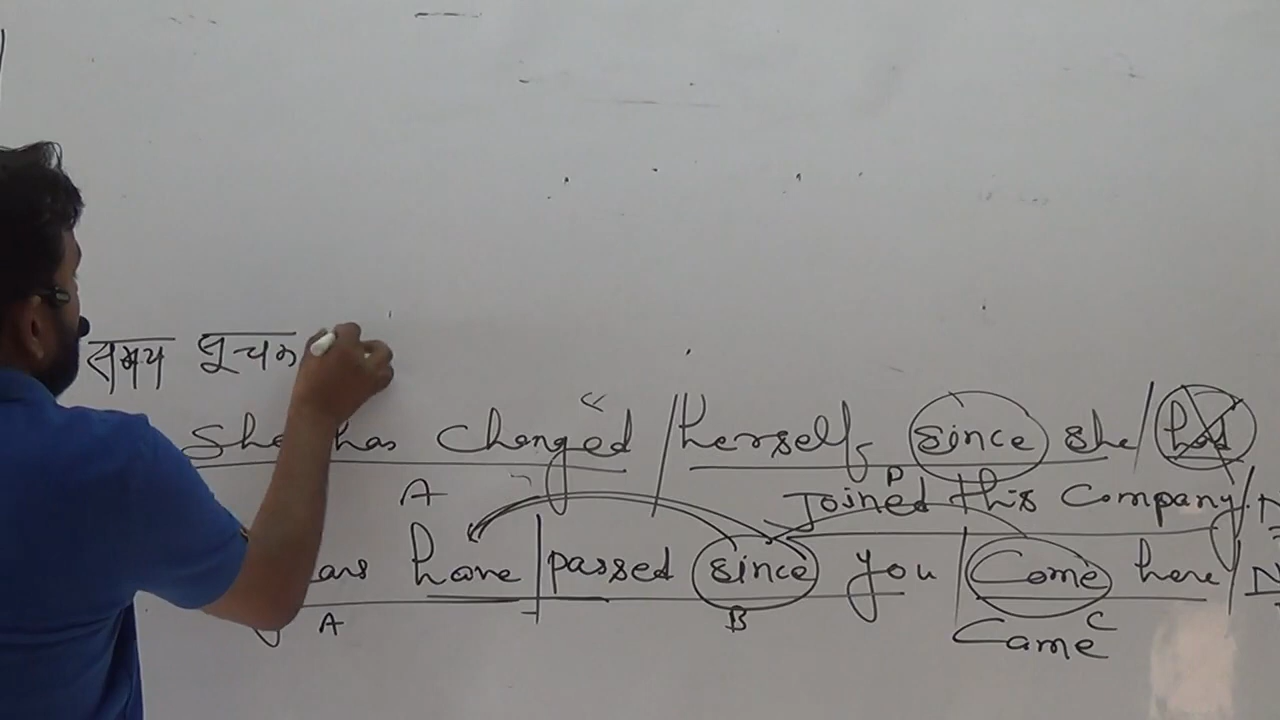 समय सूचक
She has Changed / herself since she / had
A B Joined this Company / N
ars have | passed since you | Come here / N
A B C
Came